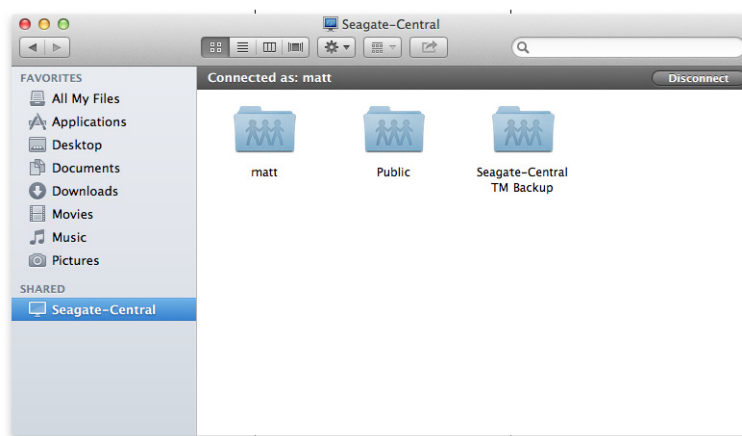 Seagate-Central
FAVORITES
All My Files
Applications
Desktop
Documents
Downloads
Movies
Music
Pictures
SHARED
Seagate-Central
Connected as: matt
Disconnect
matt
Public
Seagate-Central
TM Backup